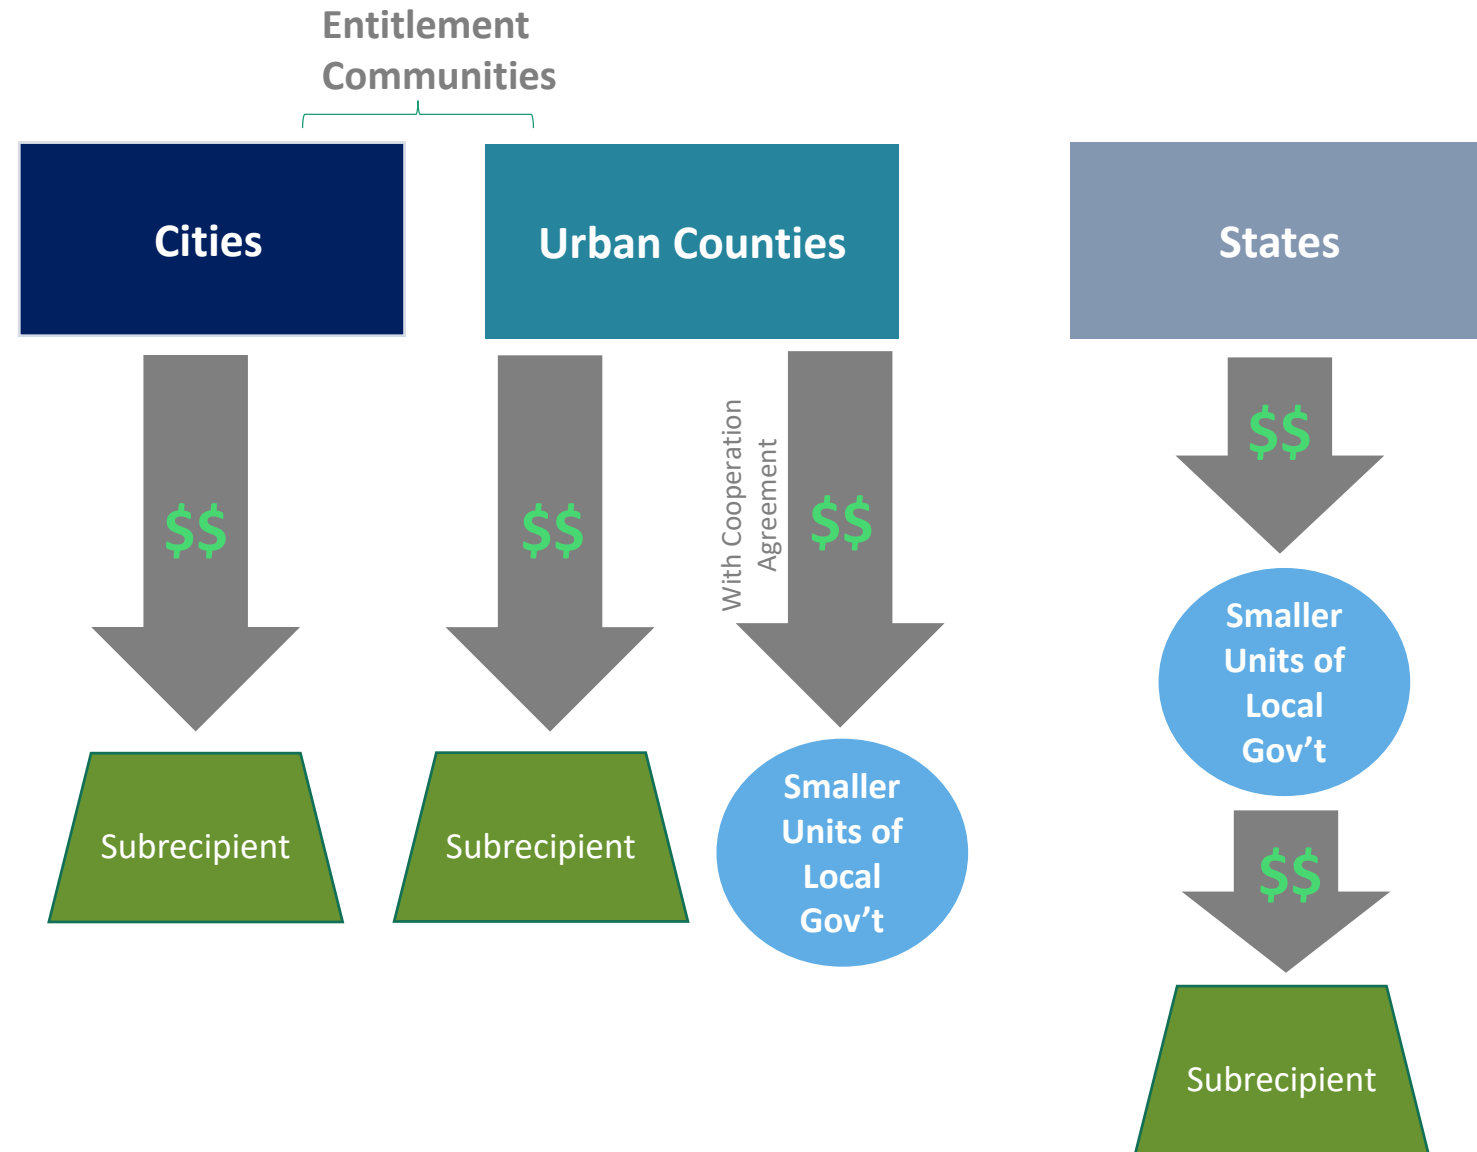 Entitlement
Communities
Cities
Urban Counties
States
$$
$$
With Cooperation
Agreement
$$
$$
Smaller
Units of
Local
Gov’t
Subrecipient
Subrecipient
Smaller
Units of
Local
Gov’t
$$
Subrecipient